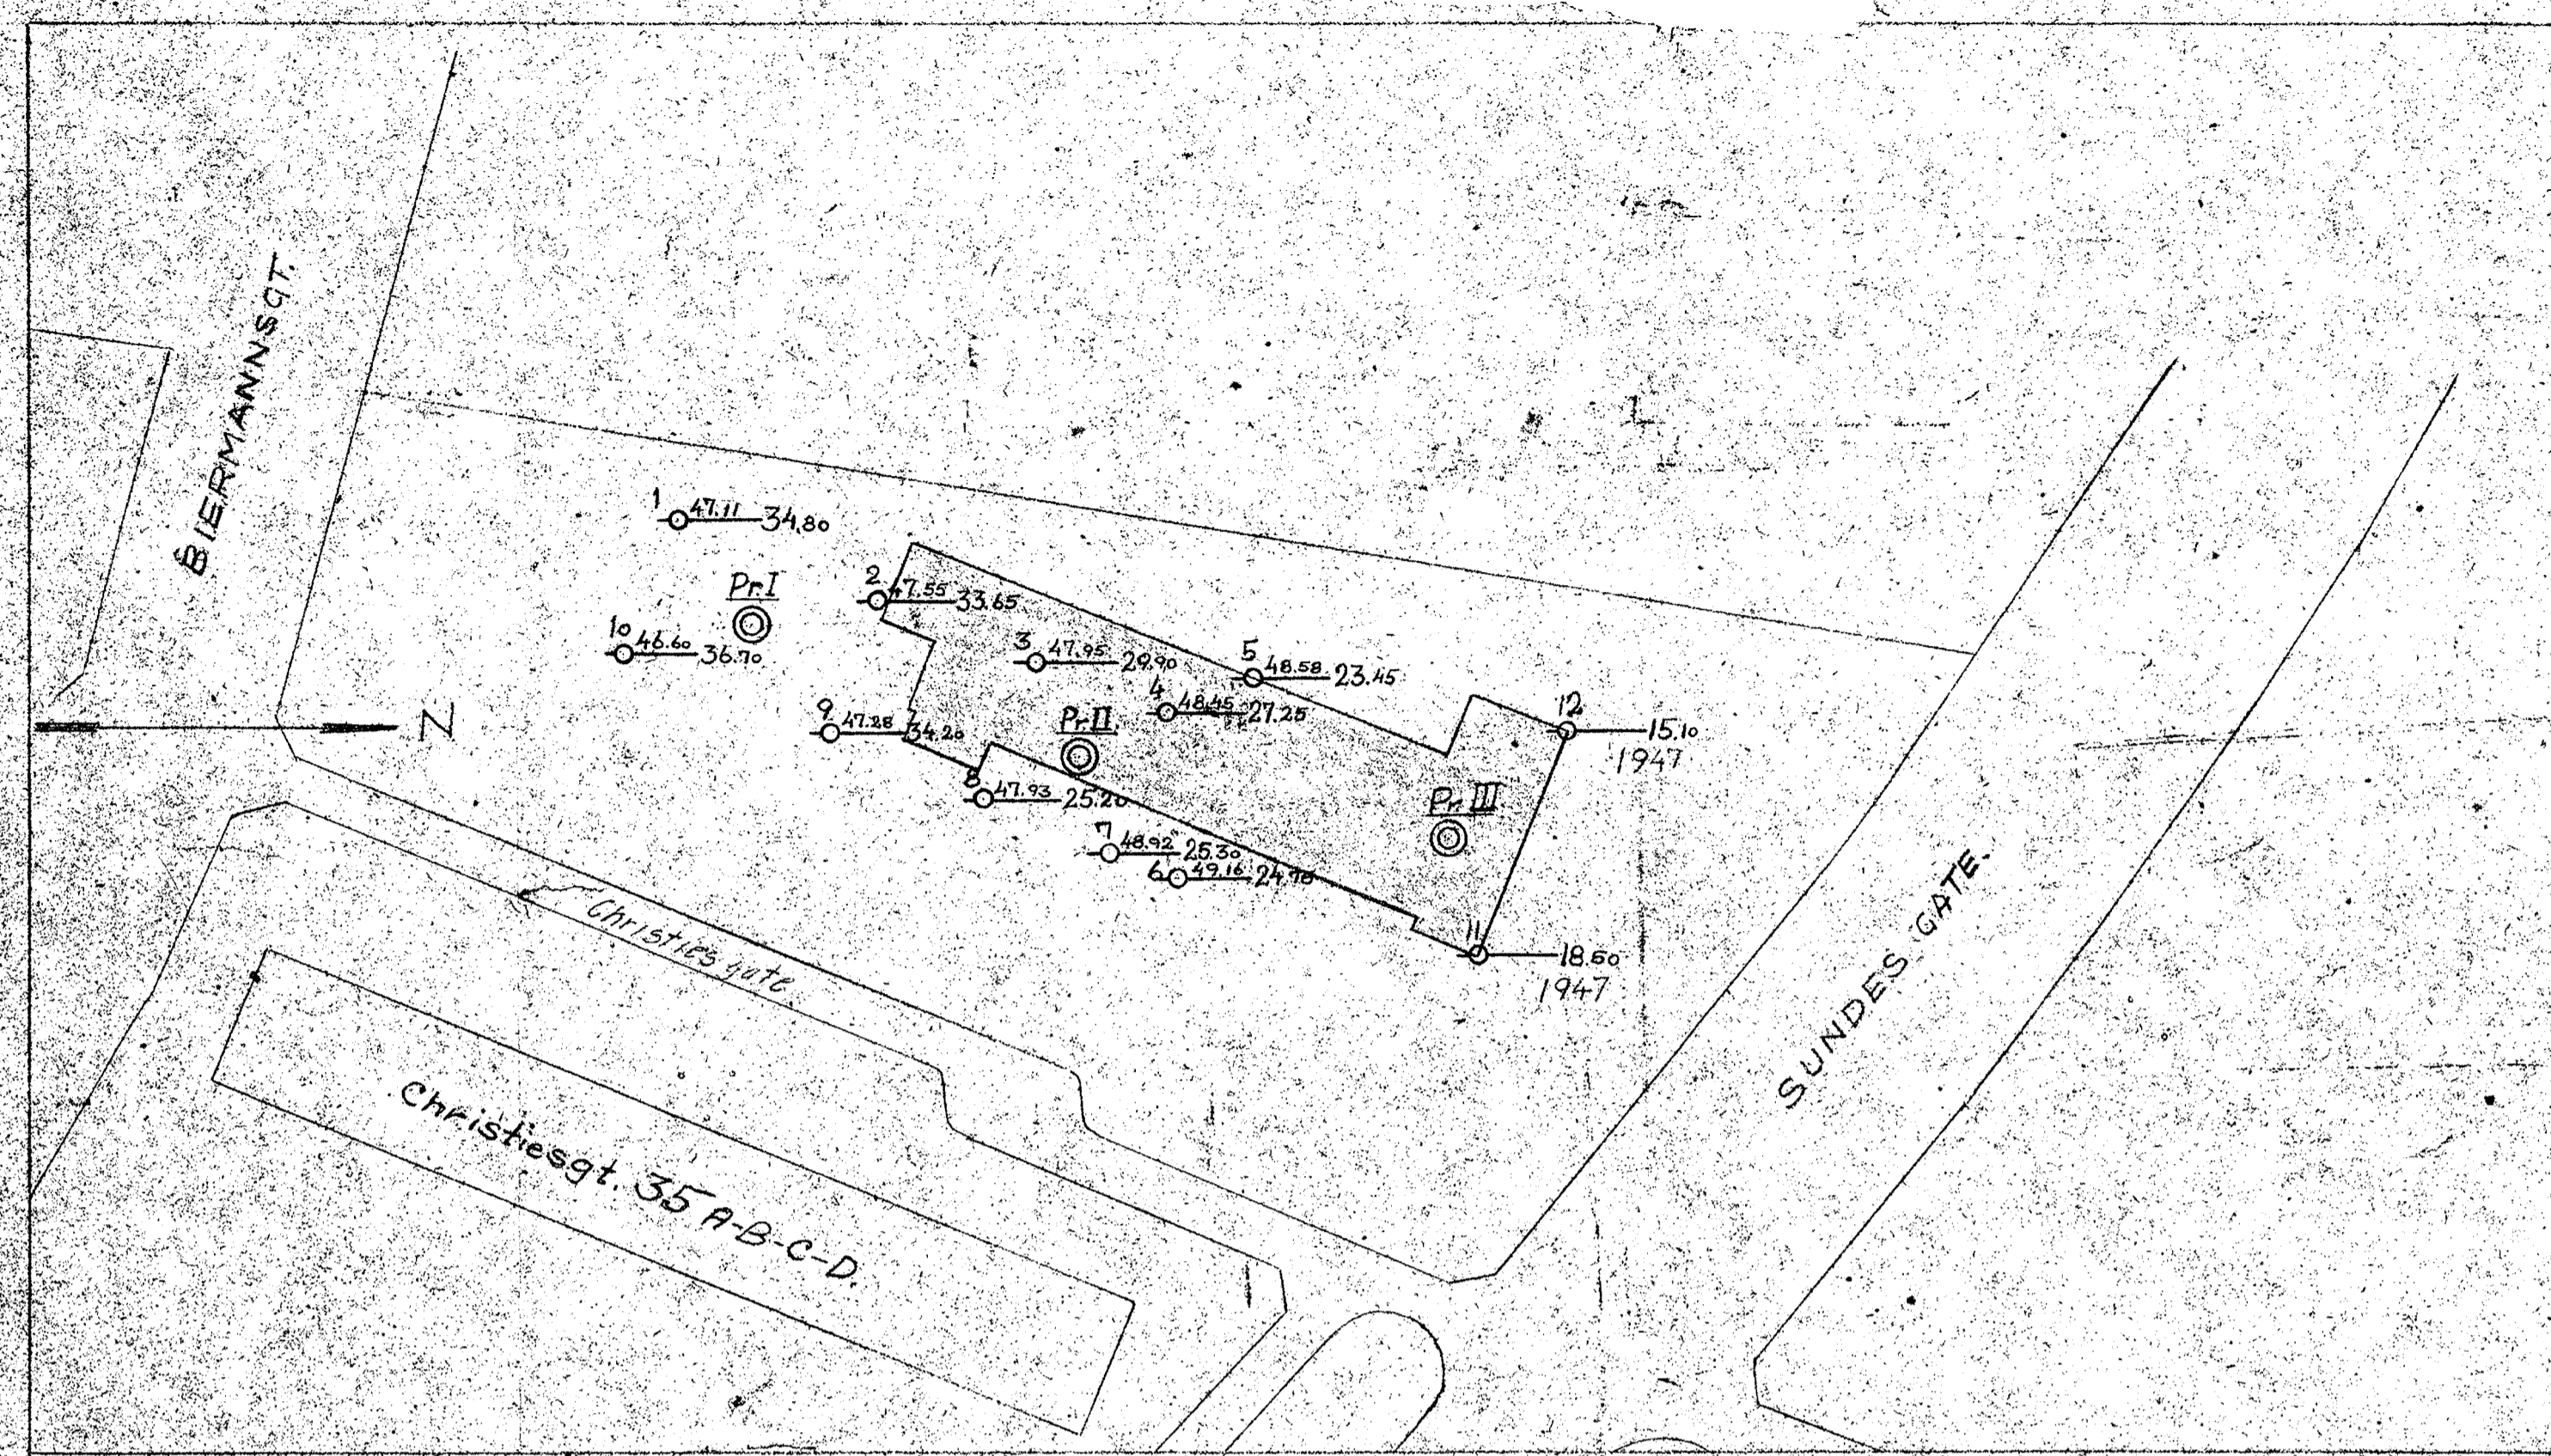 BIERMANNSGT.
1 47.11 34.80
2 47.55 33.65
Pr. I
10 46.60 36.70
3 47.95 29.90
5 48.58 23.45
4 48.45 27.25
9 47.28 34.20
Pr. II
N
12 15.10
1947
8 47.93 25.20
Pr. III
7 48.92 25.30
6 49.16
11 18.50
1947
Christies gate
SUNDES GATE.
Christiesgt. 35 A-B-C-D.